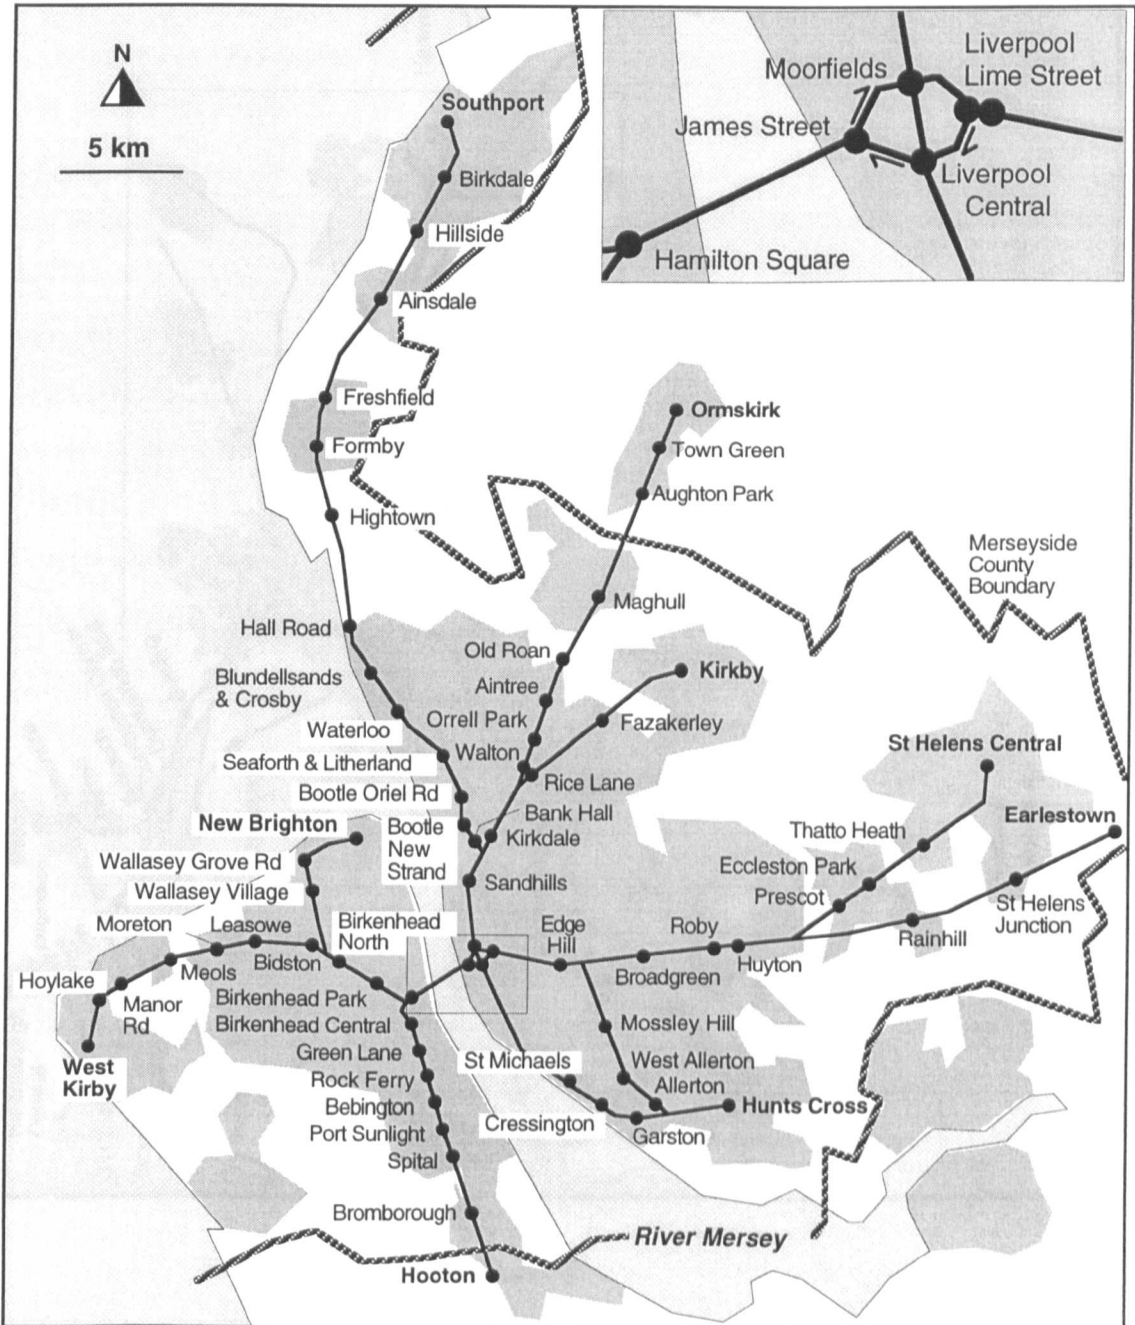 N
5 km
Southport
Birkdale
Hillside
Ainsdale
Freshfield
Formby
Hightown
Hall Road
Blundellsands
& Crosby
Waterloo
Seaforth & Litherland
Bootle Oriel Rd
Bootle
New
Strand
Liverpool
Lime Street
Moorfields
James Street
Liverpool
Central
Hamilton Square
Ormskirk
Town Green
Aughton Park
Merseyside
County
Boundary
Maghull
Old Roan
Aintree
Orrell Park
Walton
Kirkby
Fazakerley
Rice Lane
Bank Hall
Kirkdale
Sandhills
St Helens Central
Earlestown
Thatto Heath
Eccleston Park
Prescot
St Helens
Junction
Rainhill
New Brighton
Wallasey Grove Rd
Wallasey Village
Moreton
Leasowe
Birkenhead
North
Bidston
Meols
Hoylake
Manor
Rd
West
Kirby
Birkenhead Park
Birkenhead Central
Green Lane
Rock Ferry
Bebington
Port Sunlight
Spital
Bromborough
Hooton
Edge
Hill
Broadgreen
Roby
Huyton
Mossley Hill
West Allerton
Allerton
St Michaels
Cressington
Garston
Hunts Cross
River Mersey